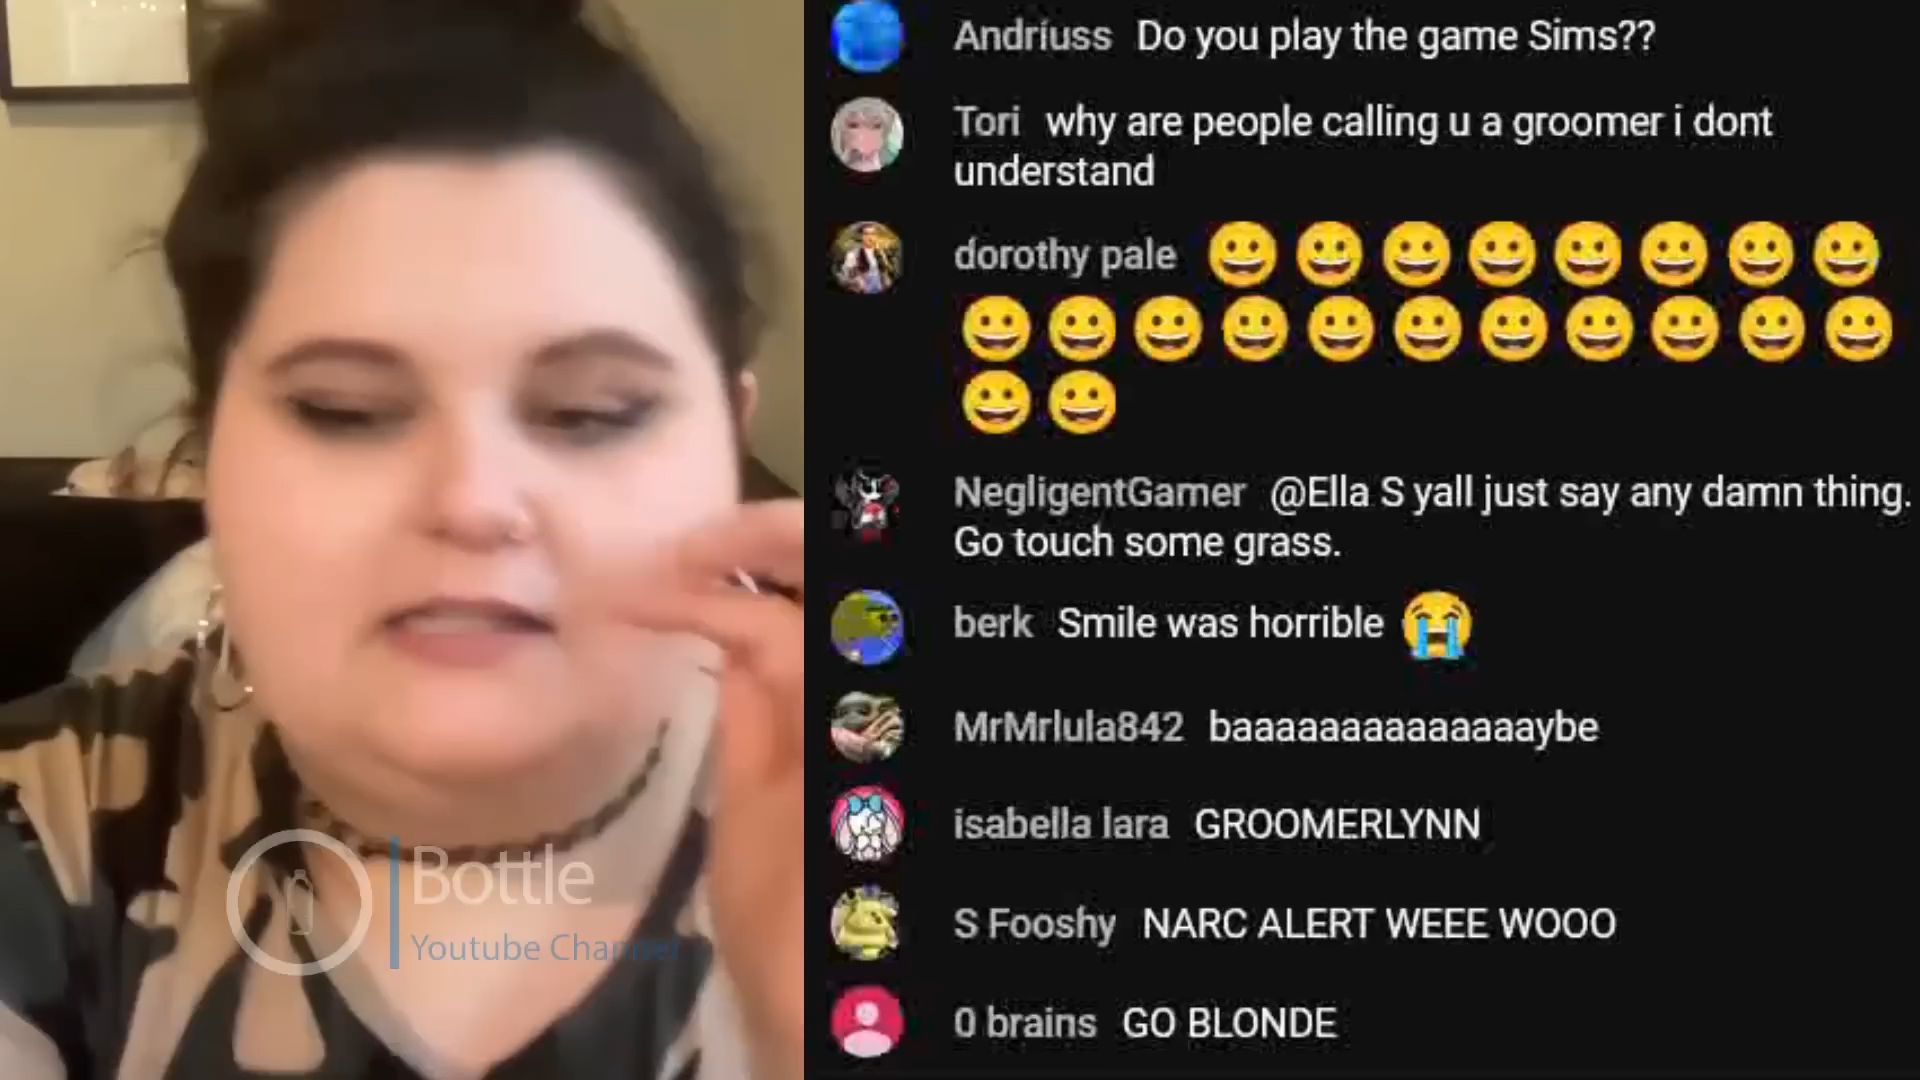 Andriuss Do you play the game Sims??
Tori why are people calling u a groomer i dont
understand
dorothy pale 😀😀😀😀😀😀😀😀
😀😀😀😀😀😀😀😀😀😀😀
😀😀
NegligentGamer @Ella S yall just say any damn thing.
Go touch some grass.
berk Smile was horrible 😭
MrMrlula842 baaaaaaaaaaaaaaybe
isabella lara GROOMERLYNN
S Fooshy NARC ALERT WEEE WOOO
0 brains GO BLONDE
Bottle
Youtube Channel